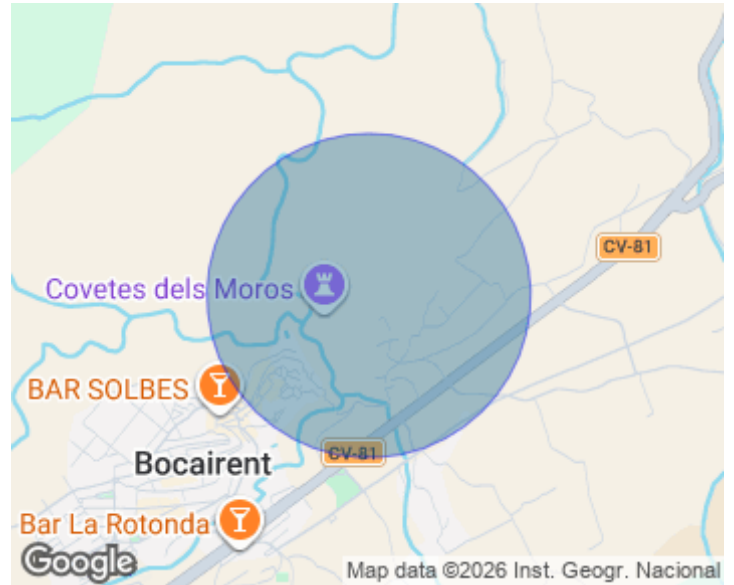 CV-81
Covetes dels Moros
BAR SOLBES
CV-81
Bocairent
Bar La Rotonda
Google
Map data ©2026 Inst. Geogr. Nacional